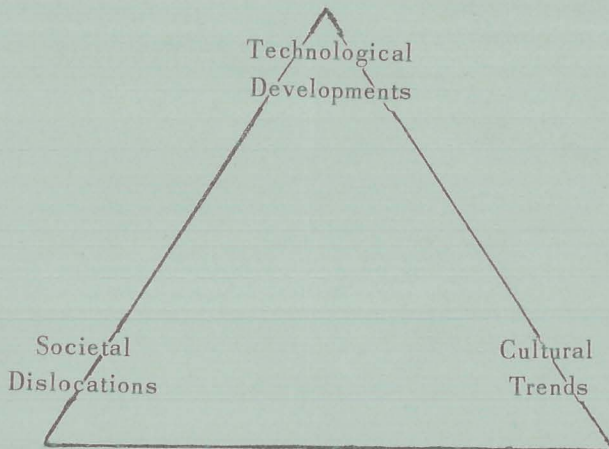 Technological
Developments
Societal
Dislocations
Cultural
Trends